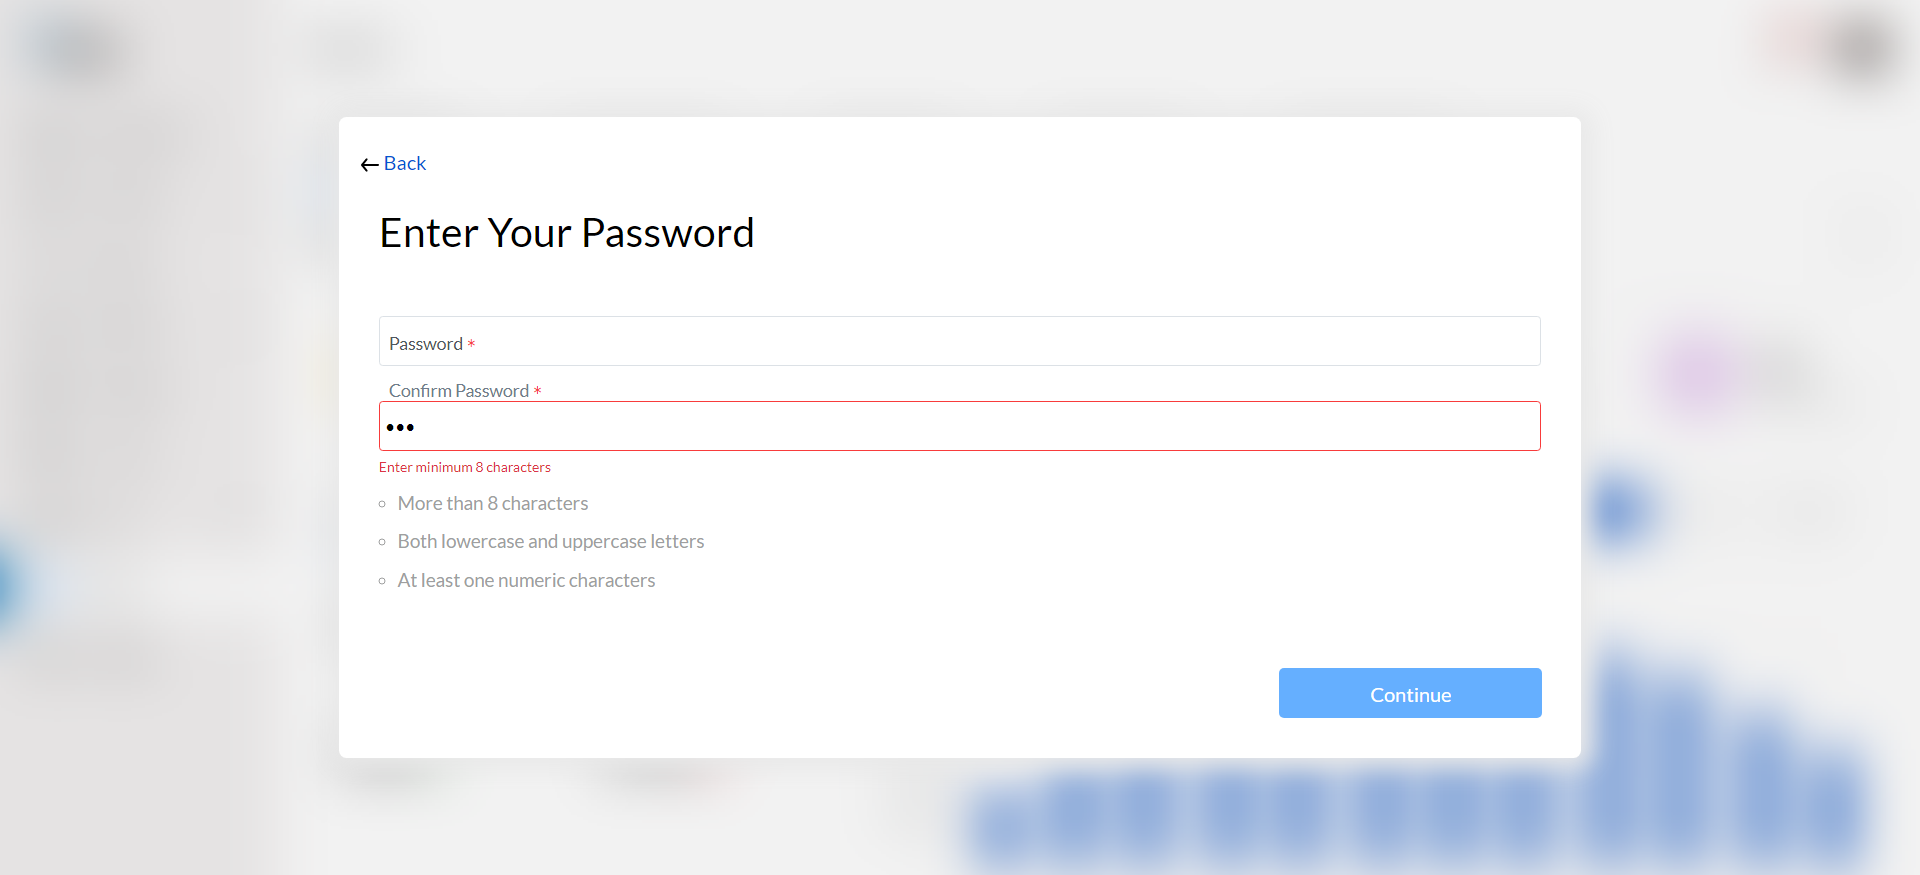 Back
Enter Your Password
Password *
Confirm Password *
•••
Enter minimum 8 characters
More than 8 characters
Both lowercase and uppercase letters
At least one numeric characters
Continue